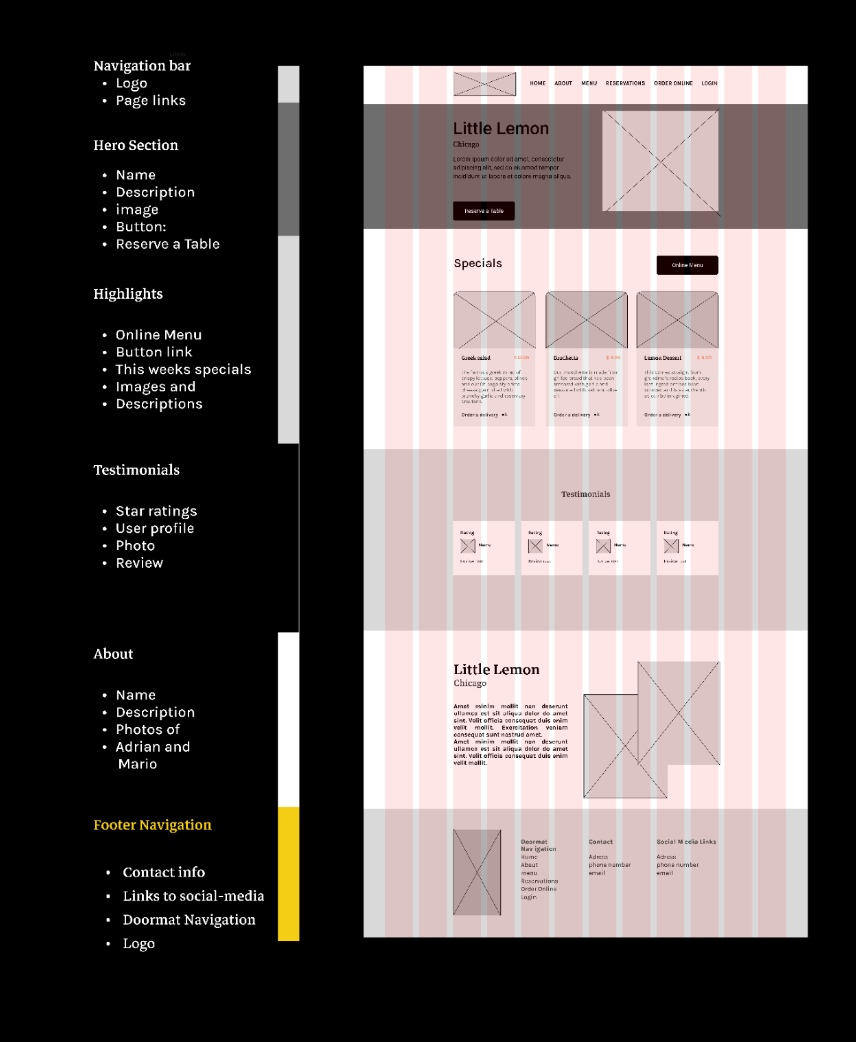 Navigation bar
• Logo
• Page links
Hero Section
• Name
• Description
• image
• Button:
• Reserve a Table
Highlights
• Online Menu
• Button link
• This weeks specials
• Images and
• Descriptions
Testimonials
• Star ratings
• User profile
• Photo
• Review
About
• Name
• Description
• Photos of
• Adrian and
Mario
Footer Navigation
• Contact info
• Links to social-media
• Doormat Navigation
• Logo
HOME ABOUT MENU RESERVATIONS ORDER ONLINE LOGIN
Little Lemon
Chicago
Lorem ipsum dolor sit amet, consectetur
adipiscing elit, sed do eiusmod tempor
incididunt ut labore et dolore magna aliqua.
Reserve a Table
Specials
Online Menu
Greek salad
Order a delivery
Order a delivery
Lemon Dessert
Order a delivery
Testimonials
Rating Rating Rating Rating
Name Name Name Name
Little Lemon
Chicago
Amet minim mollit non deserunt
ullamco est sit aliqua dolor do amet
sint. Velit officia consequat duis enim
velit mollit. Exercitation veniam
consequat sunt nostrud amet.
Amet minim mollit non deserunt
ullamco est sit aliqua dolor do amet
sint. Velit officia consequat duis enim
velit mollit.
Doormat
Navigation
Home
About
menu
Reservations
Order Online
Login
Contact
Adress
phone number
email
Social Media Links
Adress
phone number
email